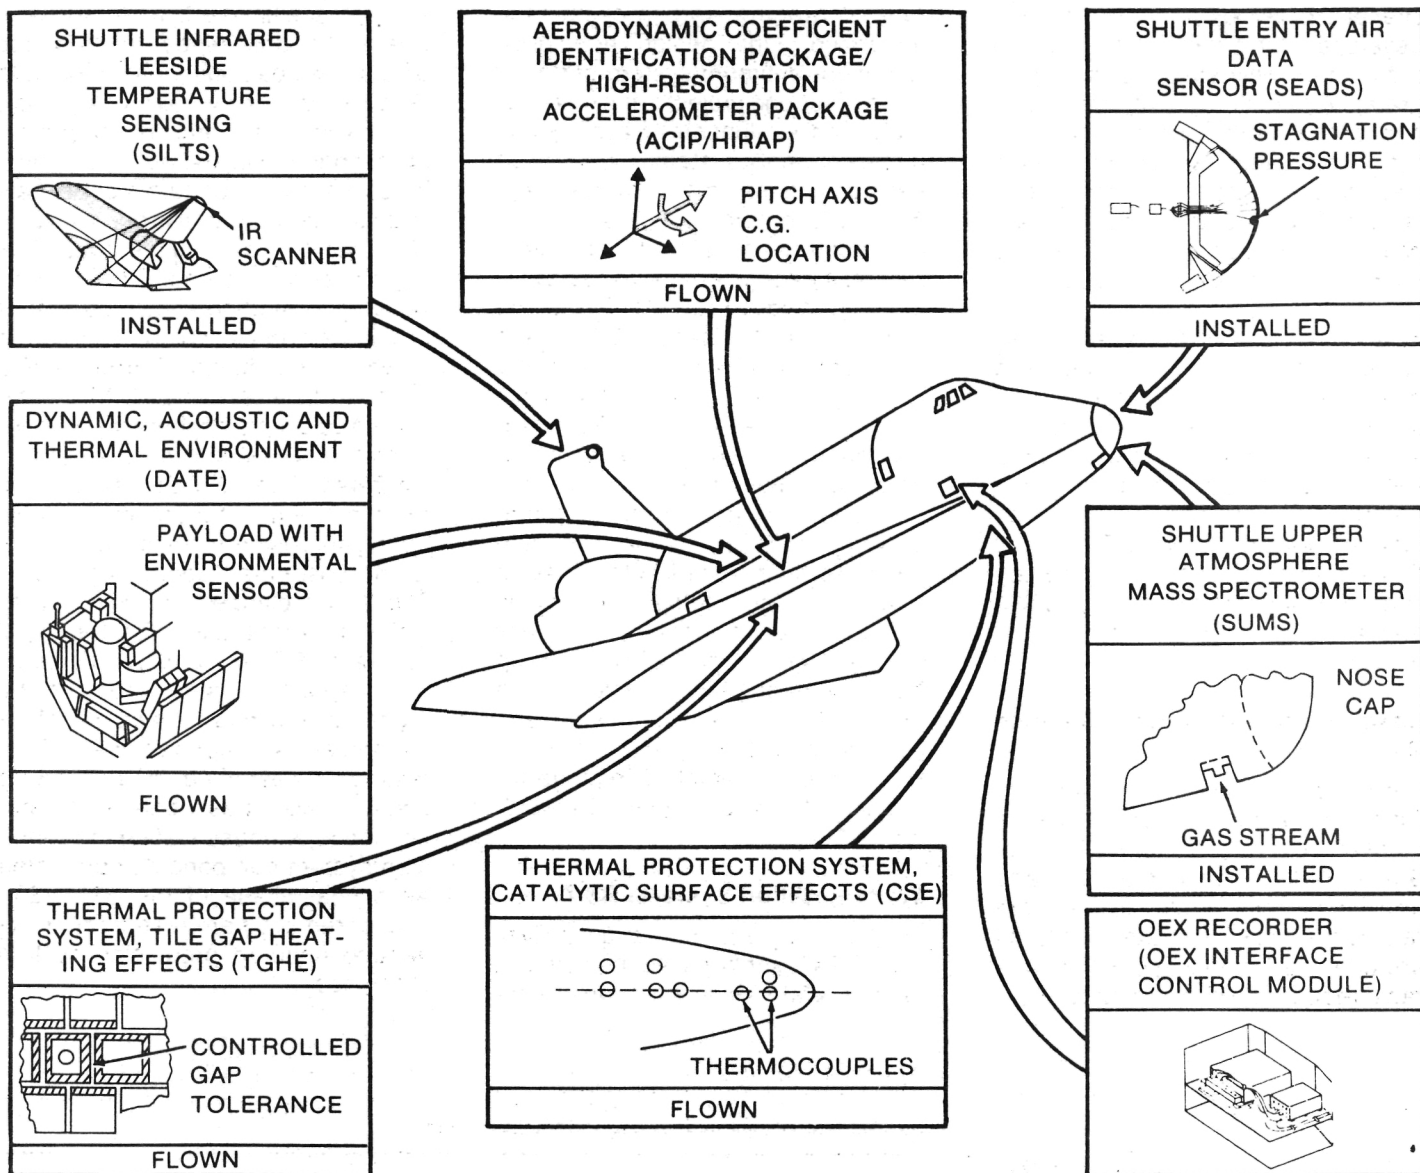 SHUTTLE INFRARED
LEESIDE
TEMPERATURE
SENSING
(SILTS)
IR
SCANNER
INSTALLED
AERODYNAMIC COEFFICIENT
IDENTIFICATION PACKAGE/
HIGH-RESOLUTION
ACCELEROMETER PACKAGE
(ACIP/HIRAP)
PITCH AXIS
C.G.
LOCATION
FLOWN
SHUTTLE ENTRY AIR
DATA
SENSOR (SEADS)
STAGNATION
PRESSURE
INSTALLED
DYNAMIC, ACOUSTIC AND
THERMAL ENVIRONMENT
(DATE)
PAYLOAD WITH
ENVIRONMENTAL
SENSORS
FLOWN
SHUTTLE UPPER
ATMOSPHERE
MASS SPECTROMETER
(SUMS)
NOSE
CAP
GAS STREAM
INSTALLED
THERMAL PROTECTION
SYSTEM, TILE GAP HEAT-
ING EFFECTS (TGHE)
CONTROLLED
GAP
TOLERANCE
FLOWN
THERMAL PROTECTION SYSTEM,
CATALYTIC SURFACE EFFECTS (CSE)
THERMOCOUPLES
FLOWN
OEX RECORDER
(OEX INTERFACE
CONTROL MODULE)